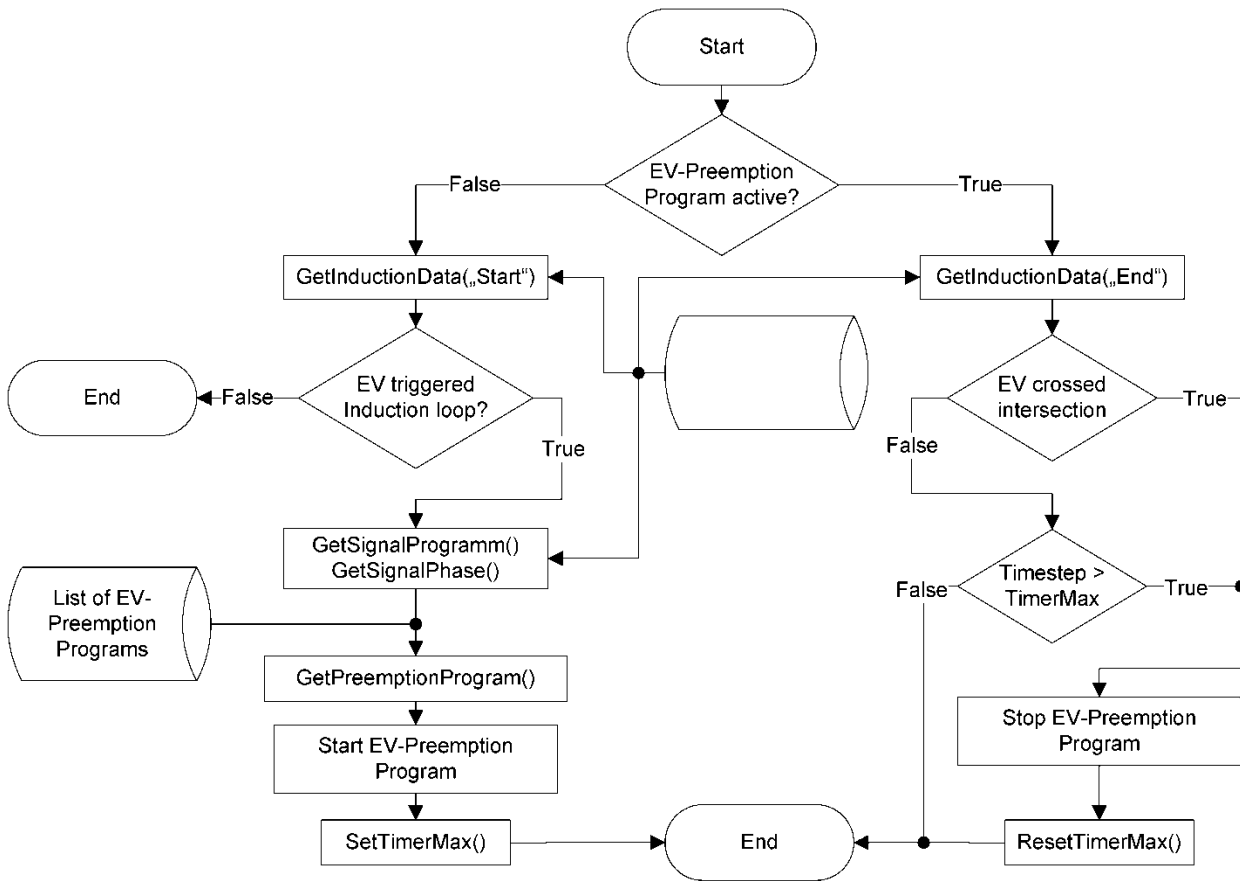 Start
EV-Preemption
Program active?
False
True
GetInductionData(„Start“)
GetInductionData(„End“)
EV triggered
Induction loop?
End
False
True
EV crossed
intersection
True
False
GetSignalProgramm()
GetSignalPhase()
List of EV-
Preemption
Programs
Timestep >
TimerMax
False
True
GetPreemptionProgram()
Start EV-Preemption
Program
Stop EV-Preemption
Program
SetTimerMax()
End
ResetTimerMax()